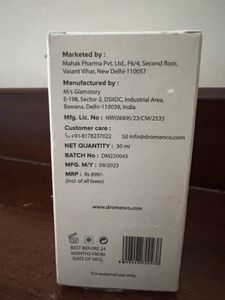 Marketed by :
Mahak Pharma Pvt. Ltd., F6/4, Second floor,
Vasant Vihar, New Delhi-110057
Manufactured by :
M/s Glamstory
E-198, Sector-2, DSIIDC, Industrial Area,
Bawana, Delhi-110039, India
Mfg. Lic. No : NW(0669)23/CM/2535
Customer care :
+91-8178237022 info@dromenco.com
NET QUANTITY : 30 ml
BATCH No : DM230045
MFG. M/Y : 09/2023
MRP : Rs.899/-
(incl. of all taxes)
www.dromenco.com
BEST BEFORE 24
MONTHS FROM
DATE OF MFG.
For external use only.